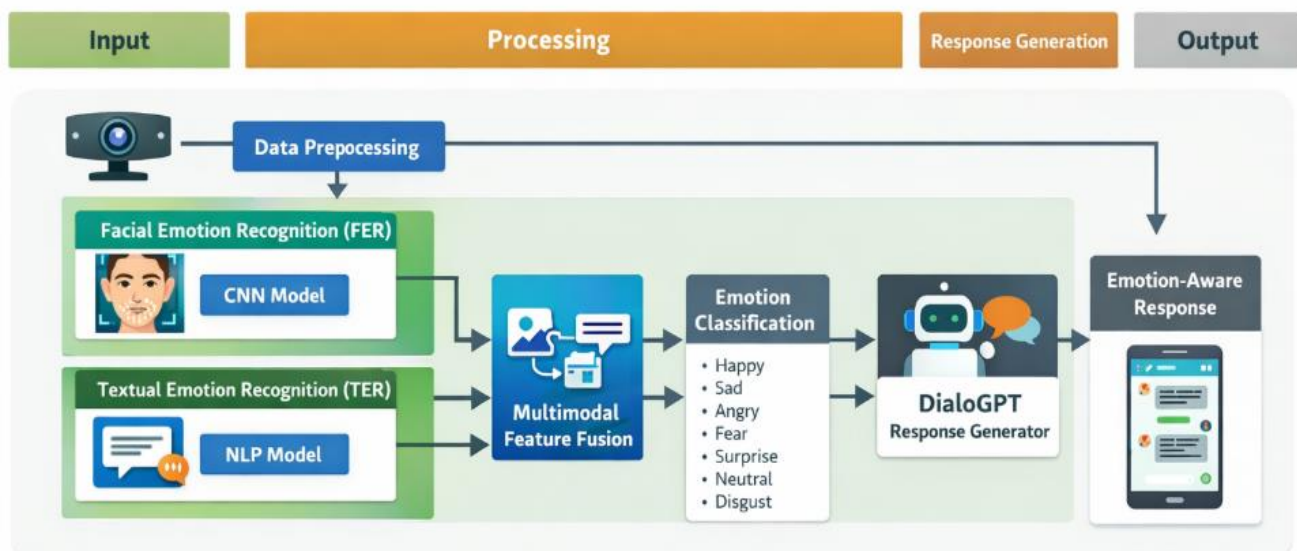 Input
Processing
Response Generation
Output
Data Prepocessing
Facial Emotion Recognition (FER)
CNN Model
Textual Emotion Recognition (TER)
NLP Model
Multimodal
Feature Fusion
Emotion
Classification
• Happy
• Sad
• Angry
• Fear
• Surprise
• Neutral
• Disgust
DialoGPT
Response Generator
Emotion-Aware
Response